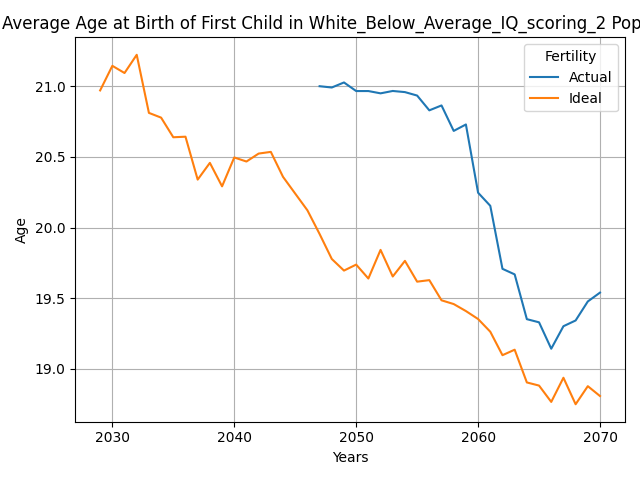 Average Age at Birth of First Child in White_Below_Average_IQ_scoring_2 Pop
Fertility
Actual
Ideal
21.0
20.5
20.0
19.5
19.0
Age
2030
2040
2050
2060
2070
Years